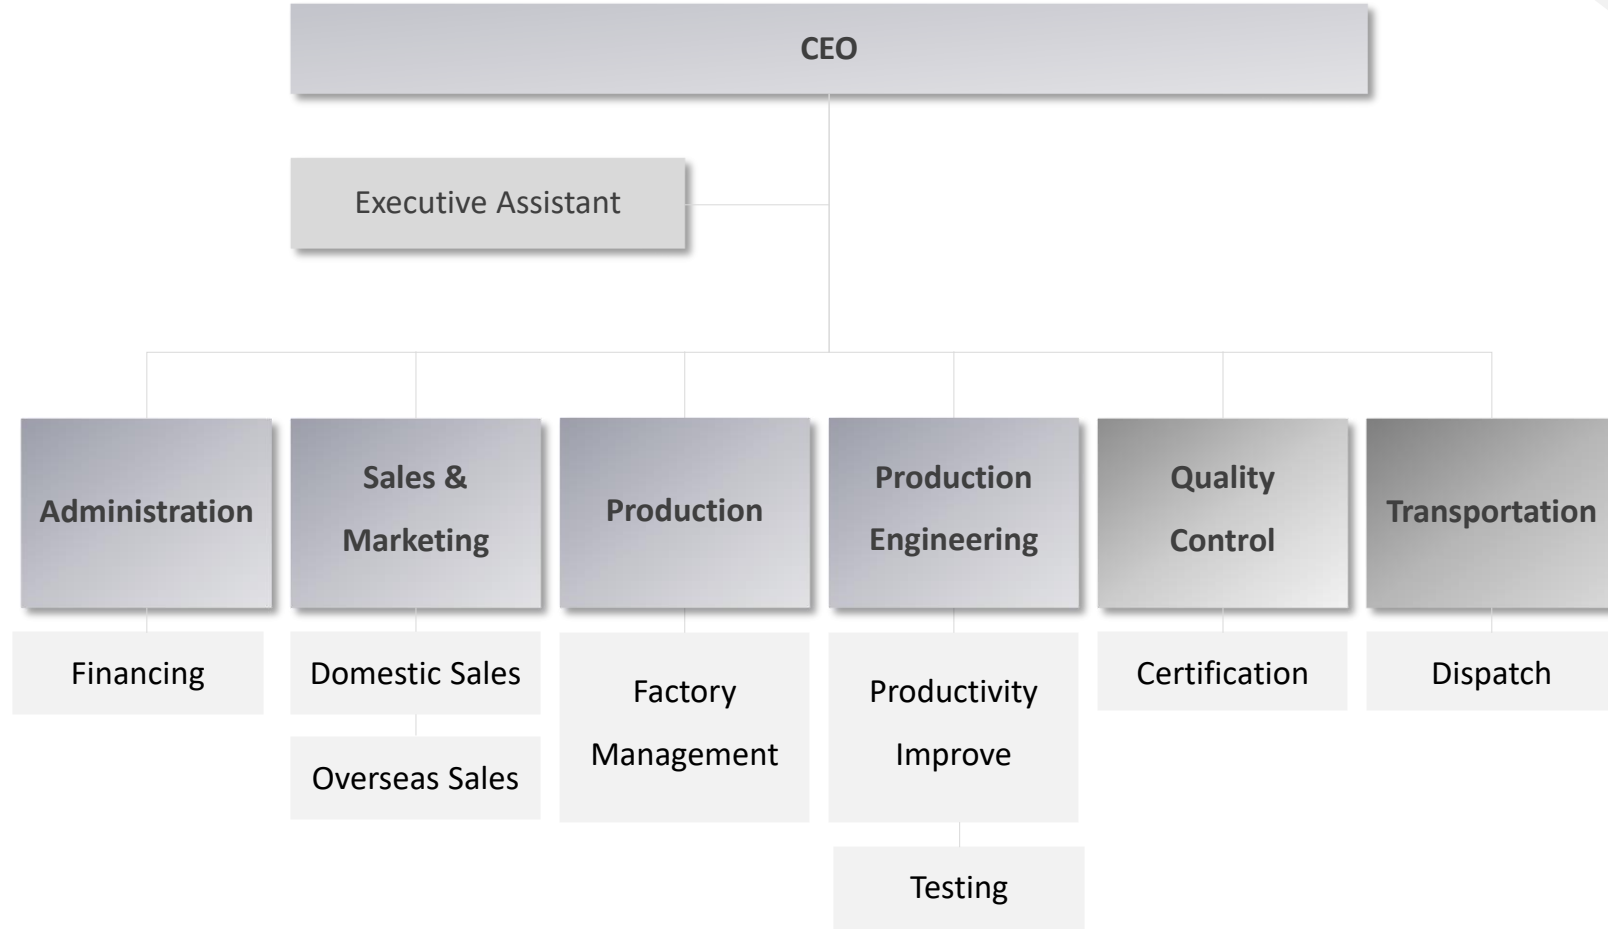 CEO
Executive Assistant
Administration
Sales &
Marketing
Production
Production
Engineering
Quality
Control
Transportation
Financing
Domestic Sales
Overseas Sales
Factory
Management
Productivity
Improve
Testing
Certification
Dispatch